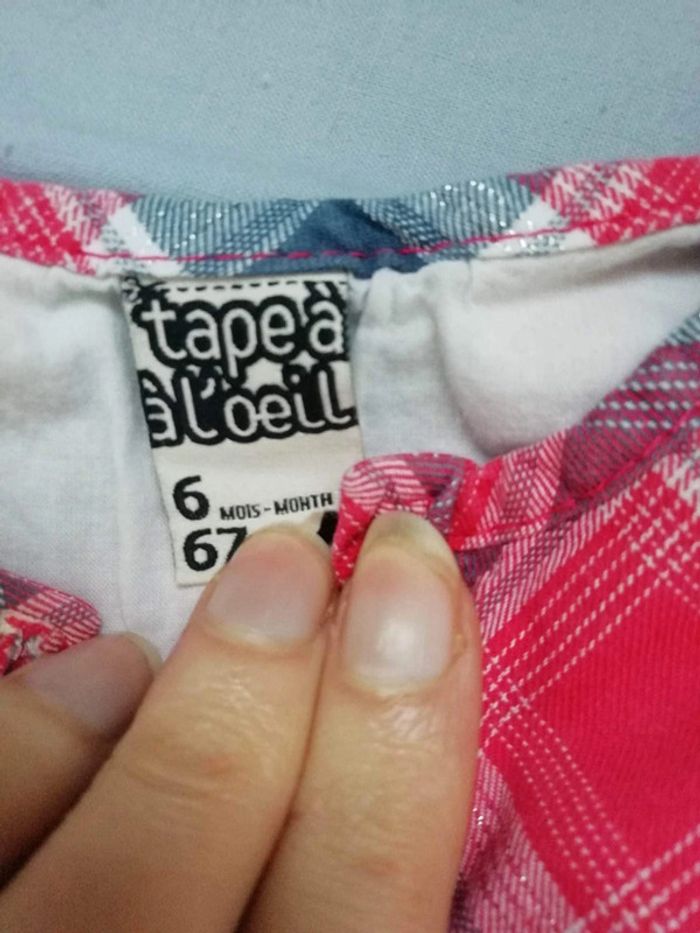 tape à
à l'oeil
6 MOIS-MONTH
67